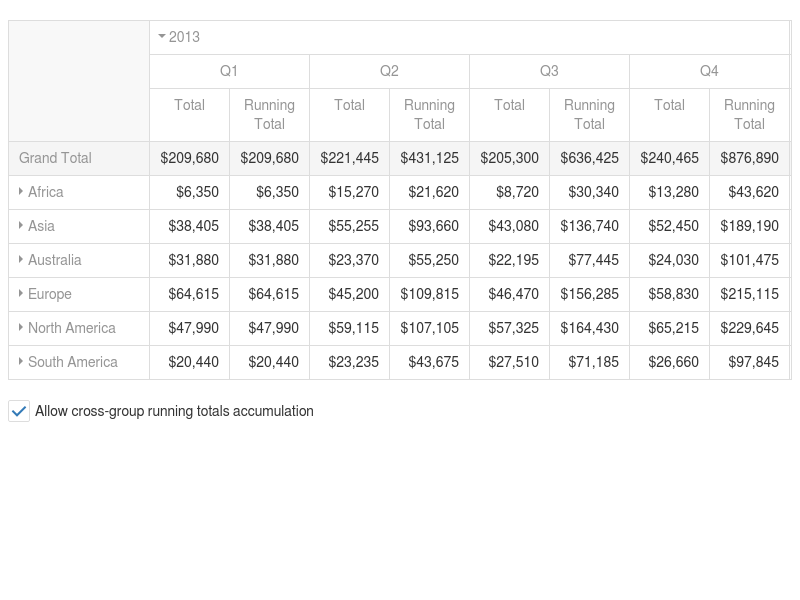 2013
Q1 Q2 Q3 Q4
Total Running Total Total Running Total Total Running Total Total Running Total
Grand Total $209,680 $209,680 $221,445 $431,125 $205,300 $636,425 $240,465 $876,890
Africa $6,350 $6,350 $15,270 $21,620 $8,720 $30,340 $13,280 $43,620
Asia $38,405 $38,405 $55,255 $93,660 $43,080 $136,740 $52,450 $189,190
Australia $31,880 $31,880 $23,370 $55,250 $22,195 $77,445 $24,030 $101,475
Europe $64,615 $64,615 $45,200 $109,815 $46,470 $156,285 $58,830 $215,115
North America $47,990 $47,990 $59,115 $107,105 $57,325 $164,430 $65,215 $229,645
South America $20,440 $20,440 $23,235 $43,675 $27,510 $71,185 $26,660 $97,845
Allow cross-group running totals accumulation